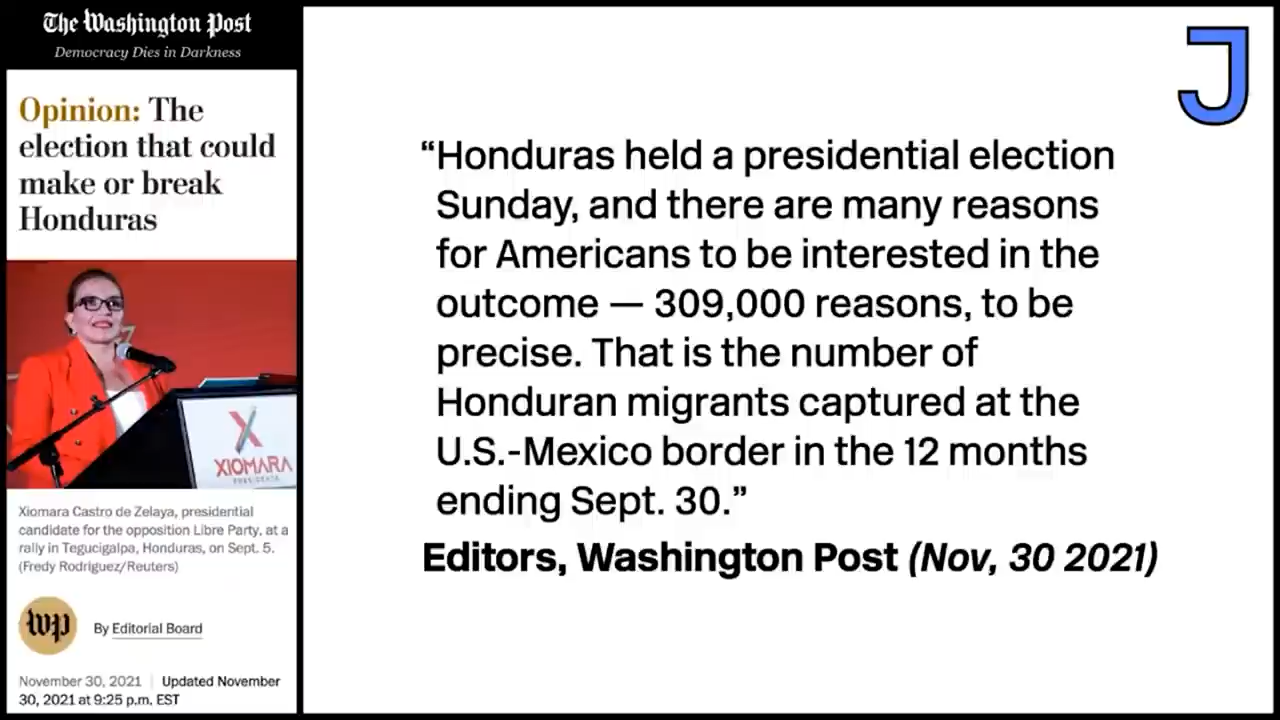 The Washington Post
Democracy Dies in Darkness
Opinion: The
election that could
make or break
Honduras
XIOMARA
PRESIDENTA
Xiomara Castro de Zelaya, presidential
candidate for the opposition Libre Party, at a
rally in Tegucigalpa, Honduras, on Sept. 5.
(Fredy Rodriguez/Reuters)
wp
By Editorial Board
November 30, 2021 | Updated November
30, 2021 at 9:25 p.m. EST
J
“Honduras held a presidential election
Sunday, and there are many reasons
for Americans to be interested in the
outcome — 309,000 reasons, to be
precise. That is the number of
Honduran migrants captured at the
U.S.-Mexico border in the 12 months
ending Sept. 30.”
Editors, Washington Post (Nov, 30 2021)